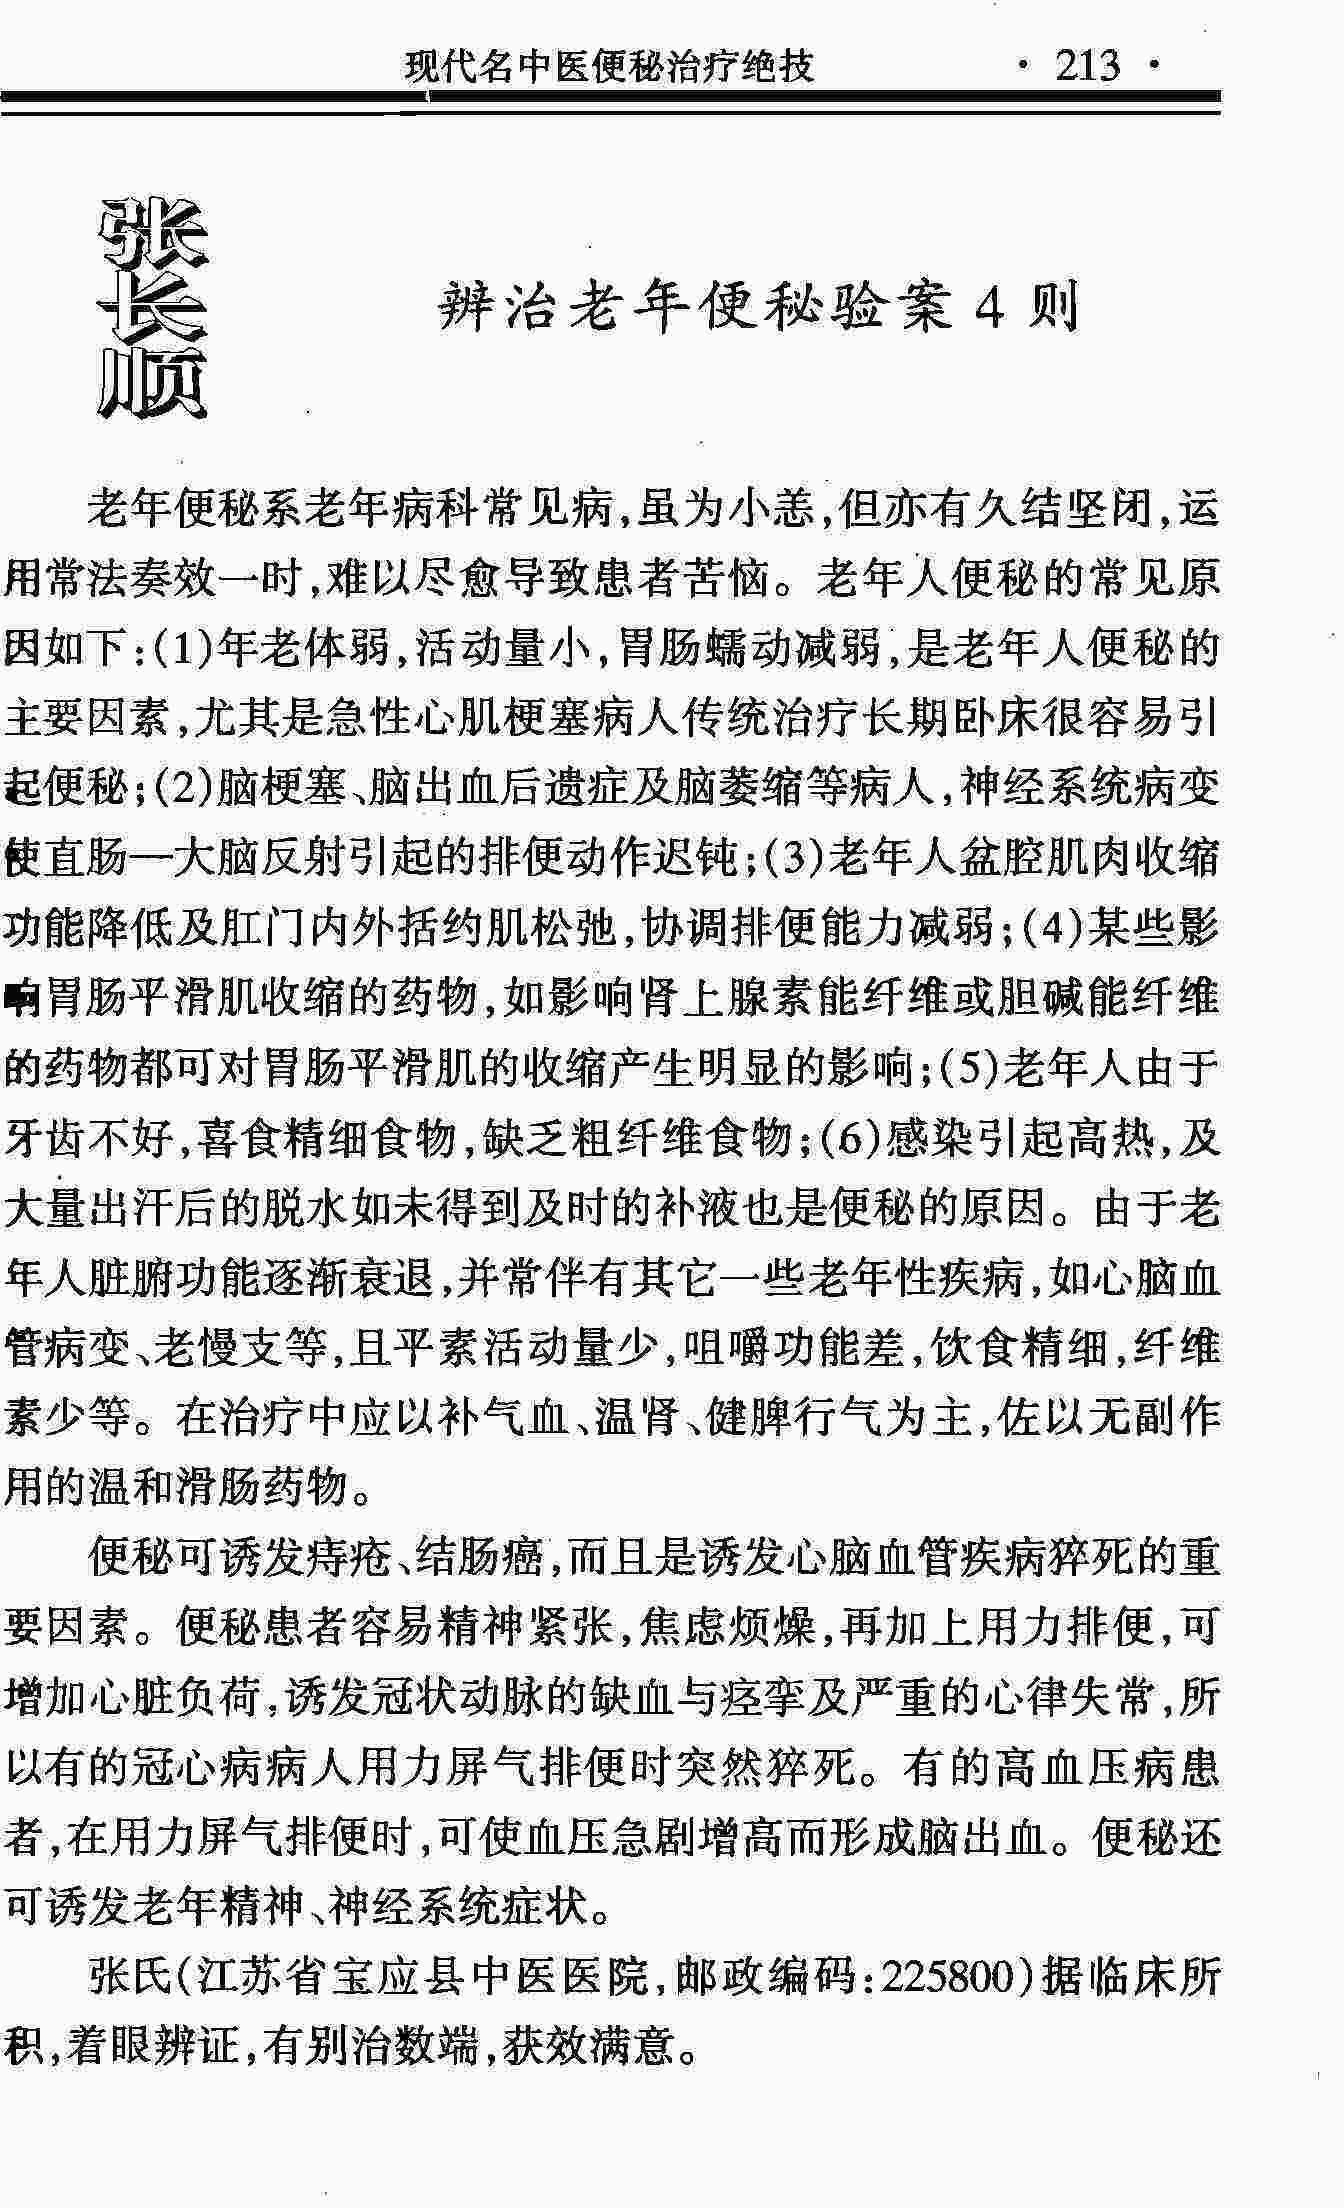 现代名中医便秘治疗绝技 · 213 ·
张长顺
辨治老年便秘验案 4 则
老年便秘系老年病科常见病,虽为小恙,但亦有久结坚闭,运
用常法奏效一时,难以尽愈导致患者苦恼。老年人便秘的常见原
因如下:(1)年老体弱,活动量小,胃肠蠕动减弱,是老年人便秘的
主要因素,尤其是急性心肌梗塞病人传统治疗长期卧床很容易引
起便秘;(2)脑梗塞、脑出血后遗症及脑萎缩等病人,神经系统病变
使直肠—大脑反射引起的排便动作迟钝;(3)老年人盆腔肌肉收缩
功能降低及肛门内外括约肌松弛,协调排便能力减弱;(4)某些影
响胃肠平滑肌收缩的药物,如影响肾上腺素能纤维或胆碱能纤维
的药物都可对胃肠平滑肌的收缩产生明显的影响;(5)老年人由于
牙齿不好,喜食精细食物,缺乏粗纤维食物;(6)感染引起高热,及
大量出汗后的脱水如未得到及时的补液也是便秘的原因。由于老
年人脏腑功能逐渐衰退,并常伴有其它一些老年性疾病,如心脑血
管病变、老慢支等,且平素活动量少,咀嚼功能差,饮食精细,纤维
素少等。在治疗中应以补气血、温肾、健脾行气为主,佐以无副作
用的温和滑肠药物。
便秘可诱发痔疮、结肠癌,而且是诱发心脑血管疾病猝死的重
要因素。便秘患者容易精神紧张,焦虑烦燥,再加上用力排便,可
增加心脏负荷,诱发冠状动脉的缺血与痉挛及严重的心律失常,所
以有的冠心病病人用力屏气排便时突然猝死。有的高血压病患
者,在用力屏气排便时,可使血压急剧增高而形成脑出血。便秘还
可诱发老年精神、神经系统症状。
张氏(江苏省宝应县中医医院,邮政编码:225800)据临床所
积,着眼辨证,有别治数端,获效满意。